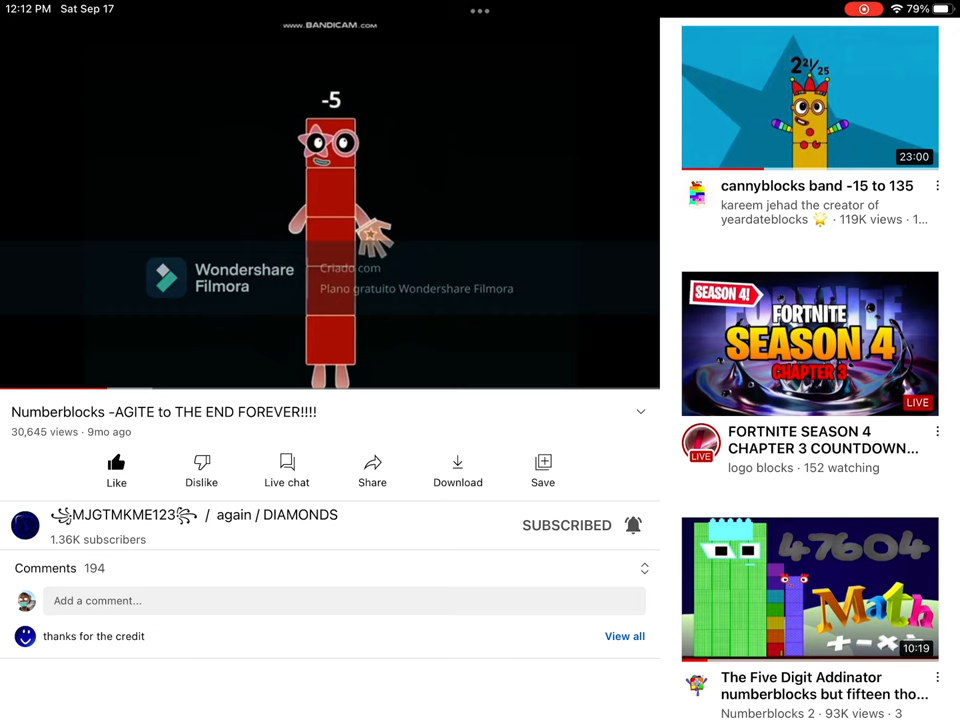 12:12 PM Sat Sep 17
79%
www.BANDICAM.com
-5
Wondershare
Filmora
Criado com
Plano gratuito Wondershare Filmora
Numberblocks -AGITE to THE END FOREVER!!!!
30,645 views · 9mo ago
Like
Dislike
Live chat
Share
Download
Save
꧁MJGTMKME123꧂ / again / DIAMONDS
1.36K subscribers
SUBSCRIBED
Comments 194
Add a comment...
thanks for the credit
View all
2 21/25
23:00
cannyblocks band -15 to 135
kareem jehad the creator of
yeardateblocks 🌟 · 119K views · 1...
SEASON 4!
FORTNITE
FORTNITE
SEASON 4
CHAPTER 3
LIVE
LIVE
FORTNITE SEASON 4
CHAPTER 3 COUNTDOWN...
logo blocks · 152 watching
47604
Math
+ - × ÷
10:19
The Five Digit Addinator
numberblocks but fifteen tho...
Numberblocks 2 · 93K views · 3